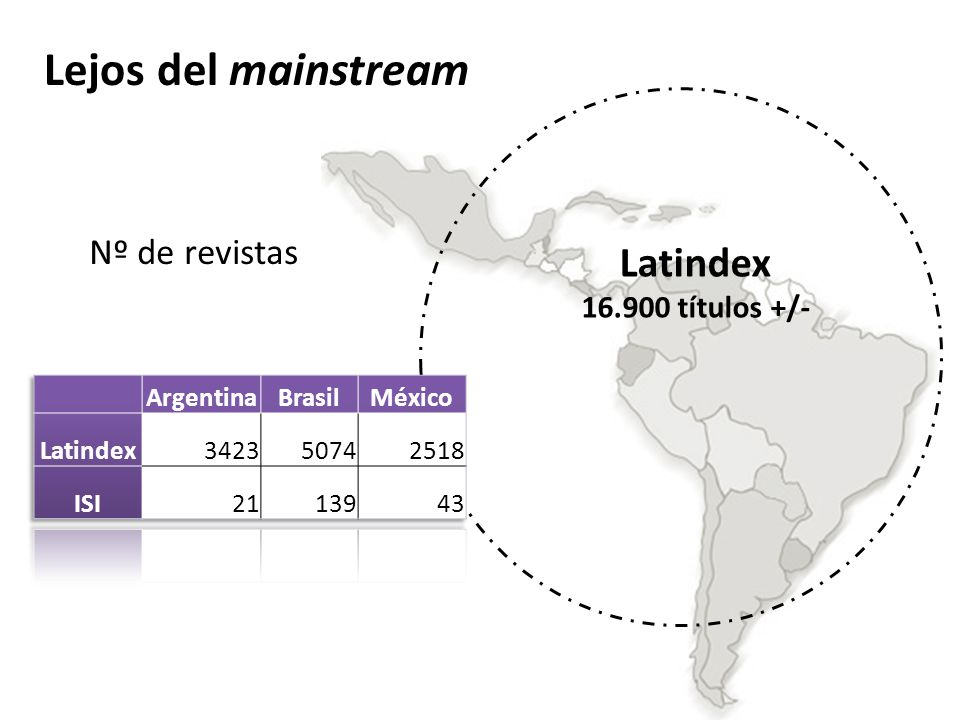 Lejos del mainstream
Nº de revistas
Latindex
16.900 títulos +/-
Argentina Brasil México
Latindex 3423 5074 2518
ISI 21 139 43